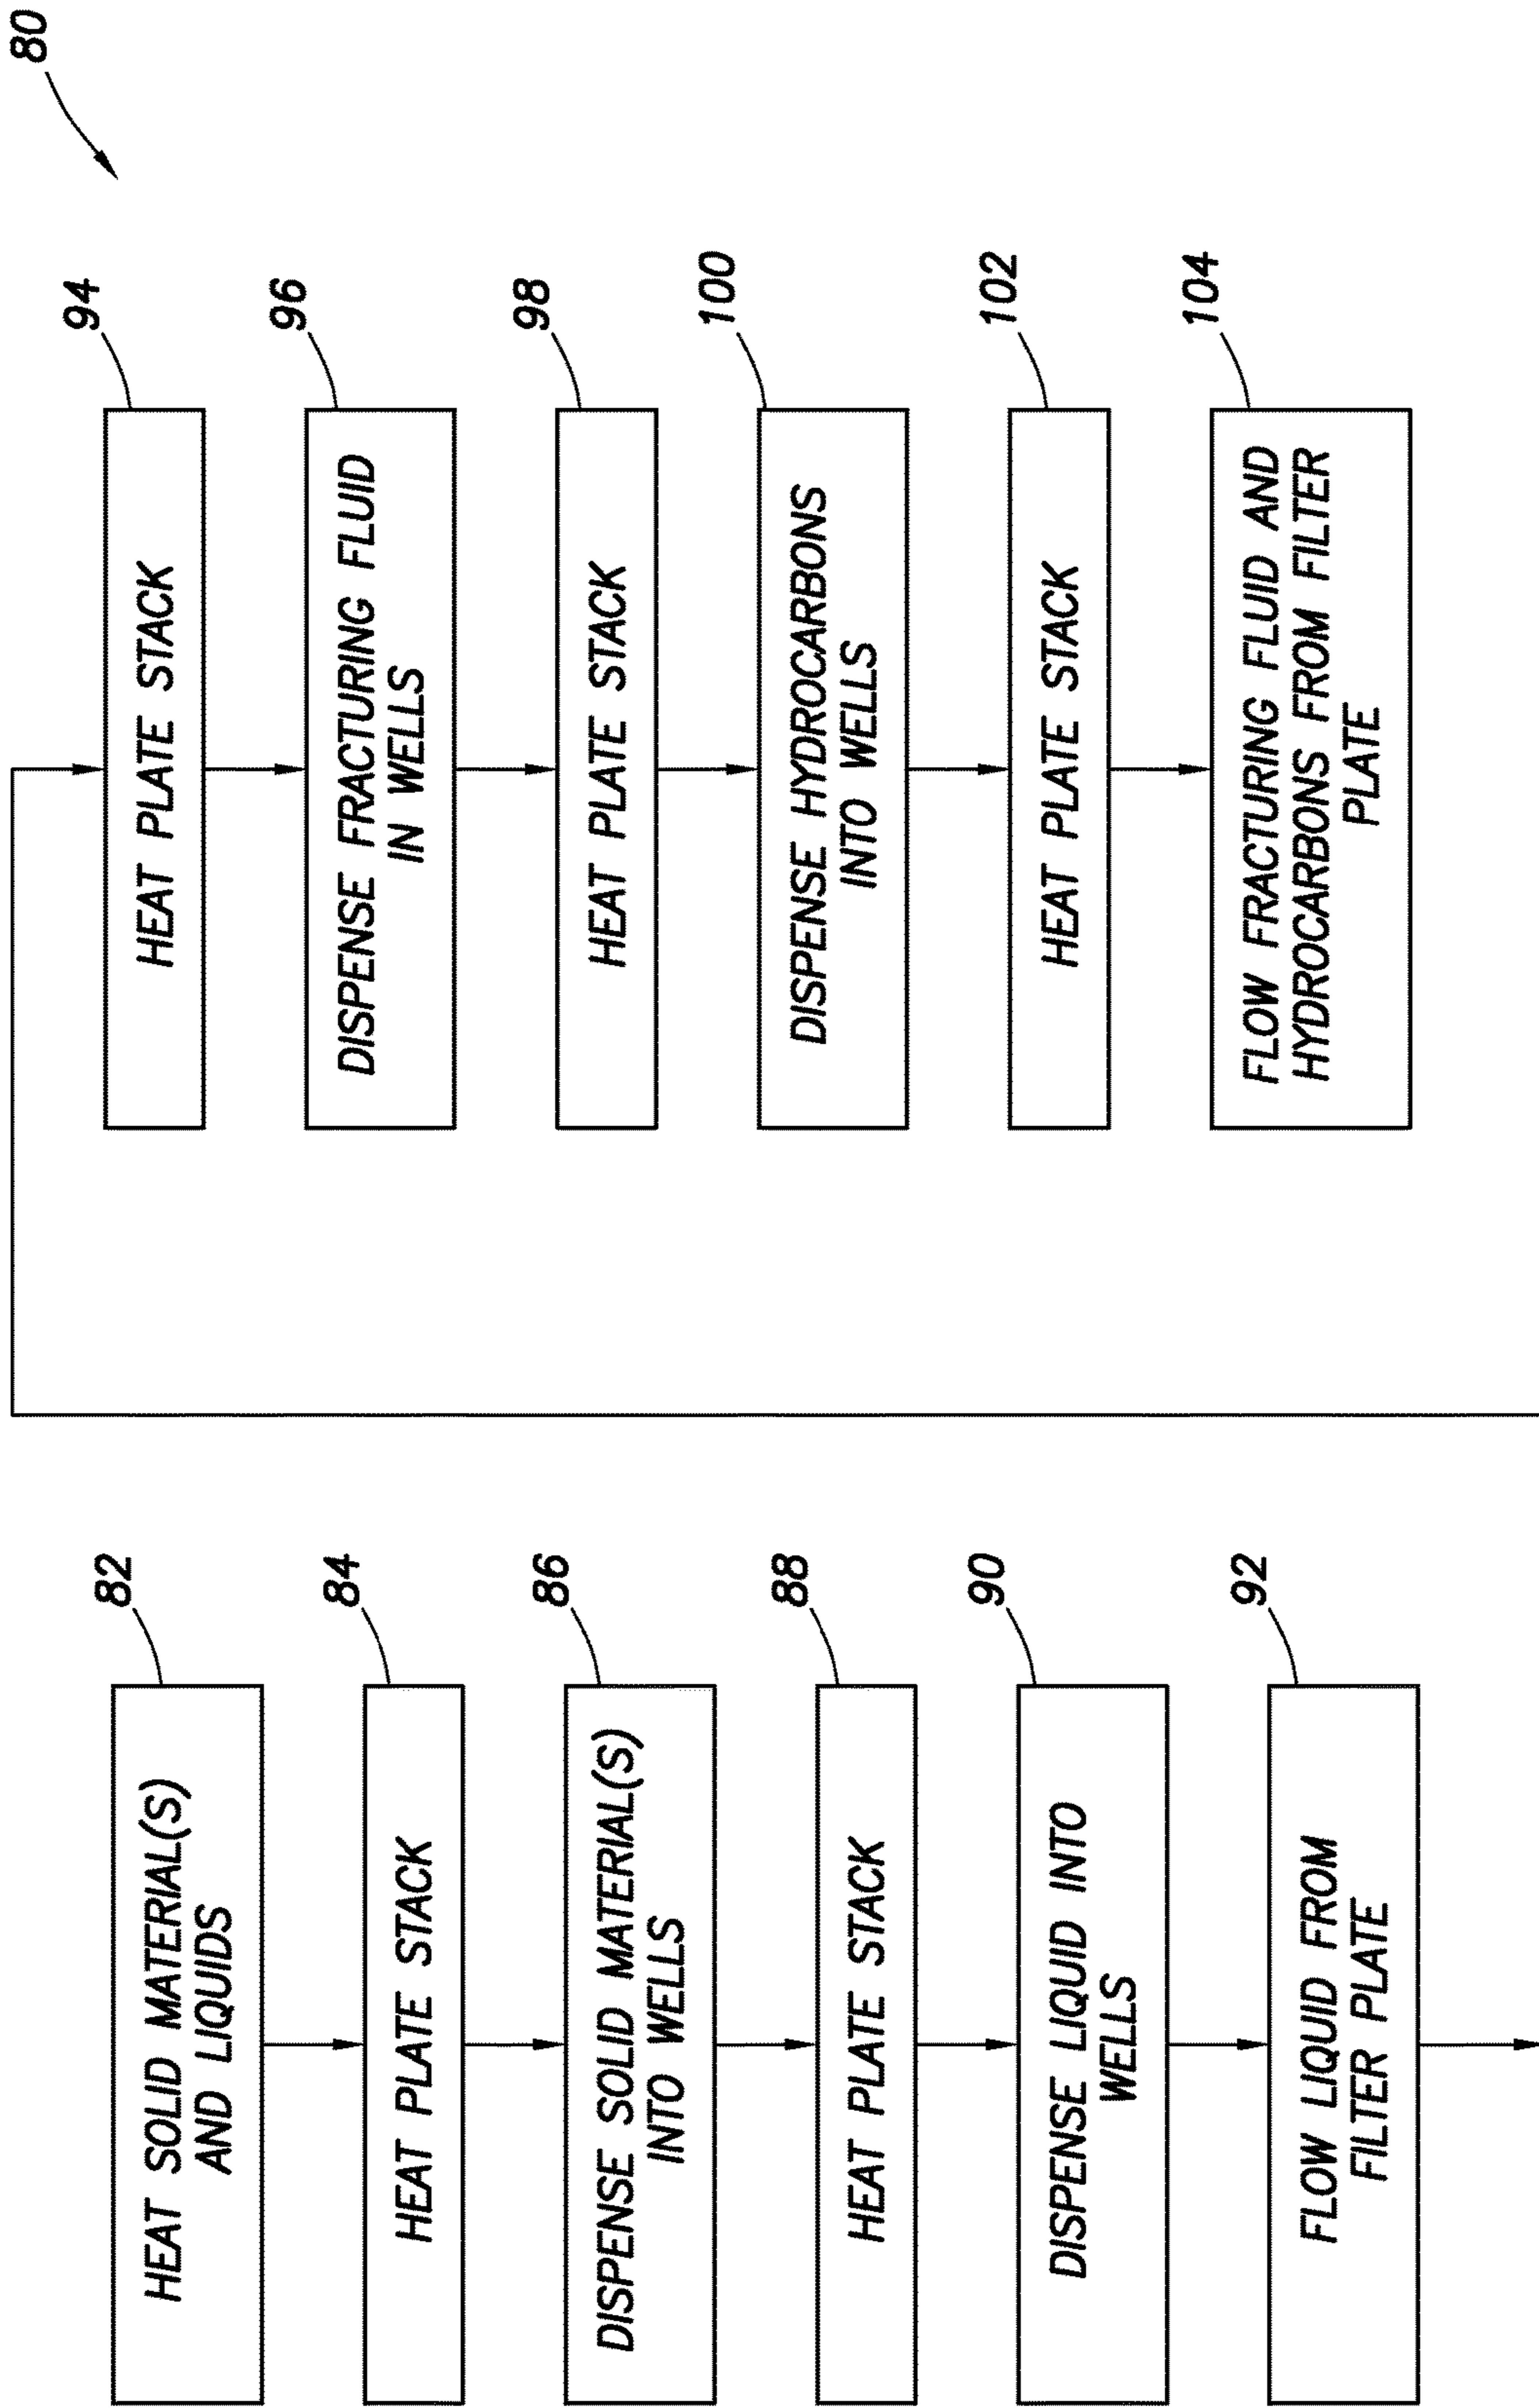 80
82
HEAT SOLID MATERIAL(S)
AND LIQUIDS
84
HEAT PLATE STACK
86
DISPENSE SOLID MATERIAL(S)
INTO WELLS
88
HEAT PLATE STACK
90
DISPENSE LIQUID INTO
WELLS
92
FLOW LIQUID FROM
FILTER PLATE
94
HEAT PLATE STACK
96
DISPENSE FRACTURING FLUID
IN WELLS
98
HEAT PLATE STACK
100
DISPENSE HYDROCARBONS
INTO WELLS
102
HEAT PLATE STACK
104
FLOW FRACTURING FLUID AND
HYDROCARBONS FROM FILTER
PLATE